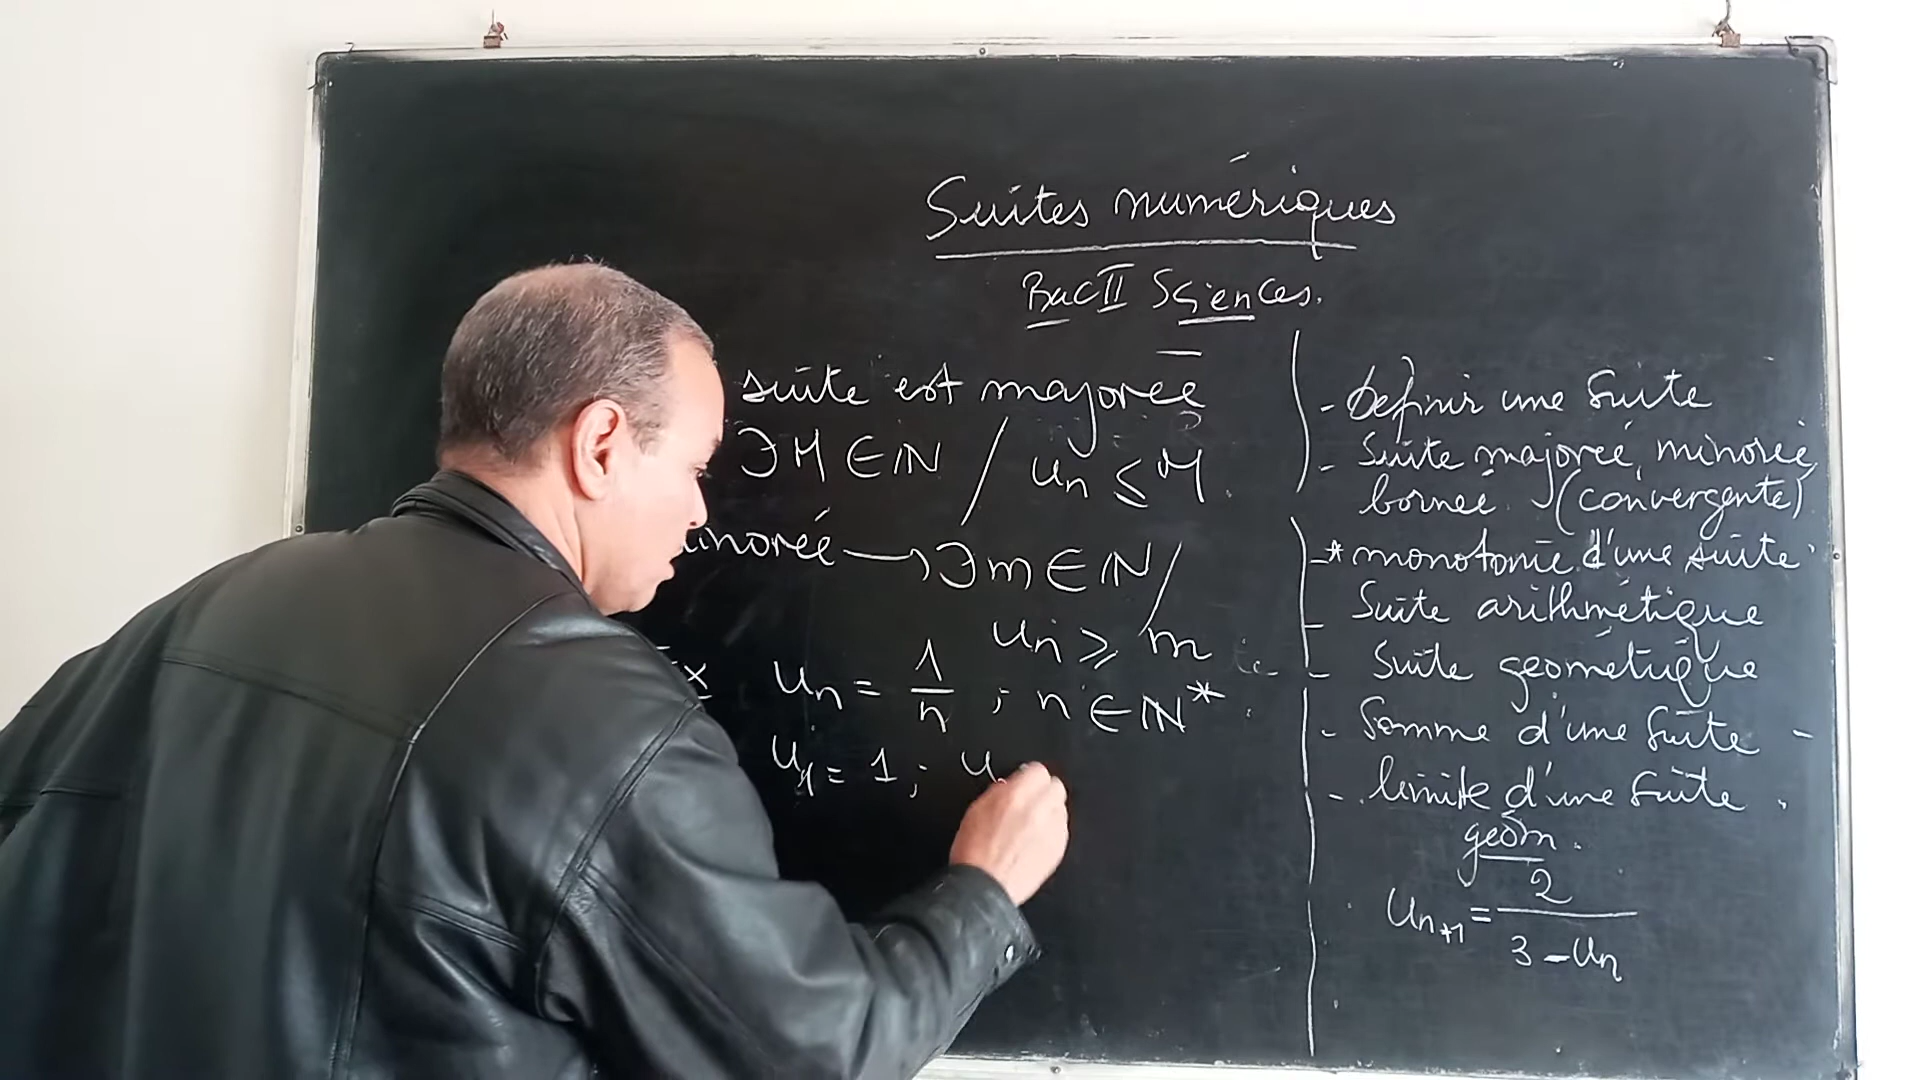 Suites numériques
Bac II Sciences.
suite est majorée
∃M ∈ ℕ / Un ≤ M
inorée → ∃m ∈ ℕ /
Un ≥ m
Ex Un = 1/n ; n ∈ ℕ*
U1 = 1 ; U
- Définir une suite
- Suite majorée, minorée,
bornée (convergente)
-* monotonie d'une suite.
- Suite arithmétique
- Suite géométrique
- Somme d'une suite -
- limite d'une suite.
géom.
Un+1 = 2/(3 - Un)